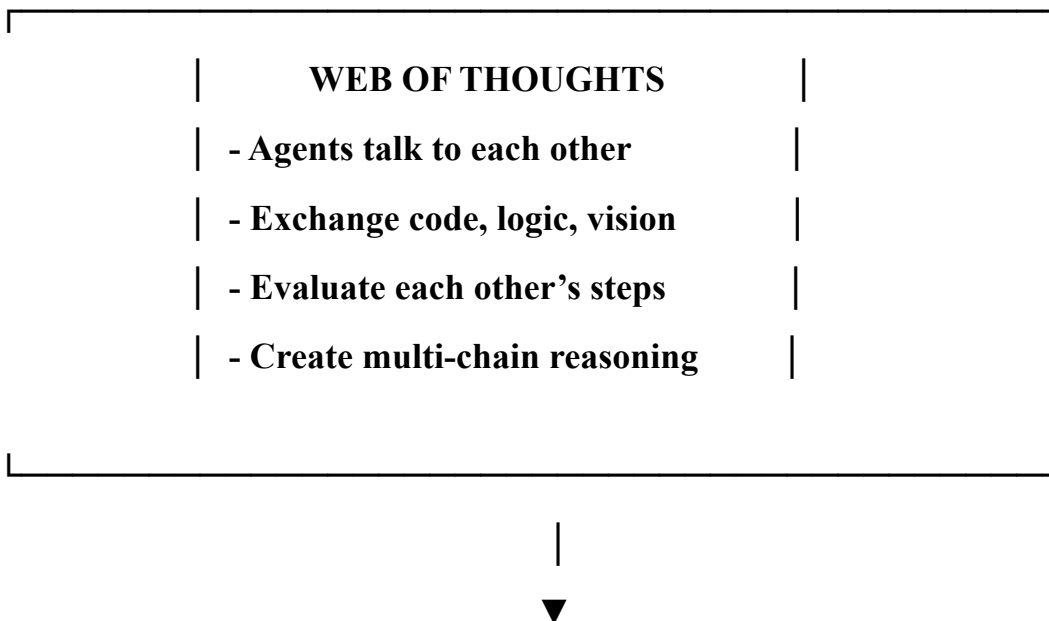 WEB OF THOUGHTS
- Agents talk to each other
- Exchange code, logic, vision
- Evaluate each other’s steps
- Create multi-chain reasoning